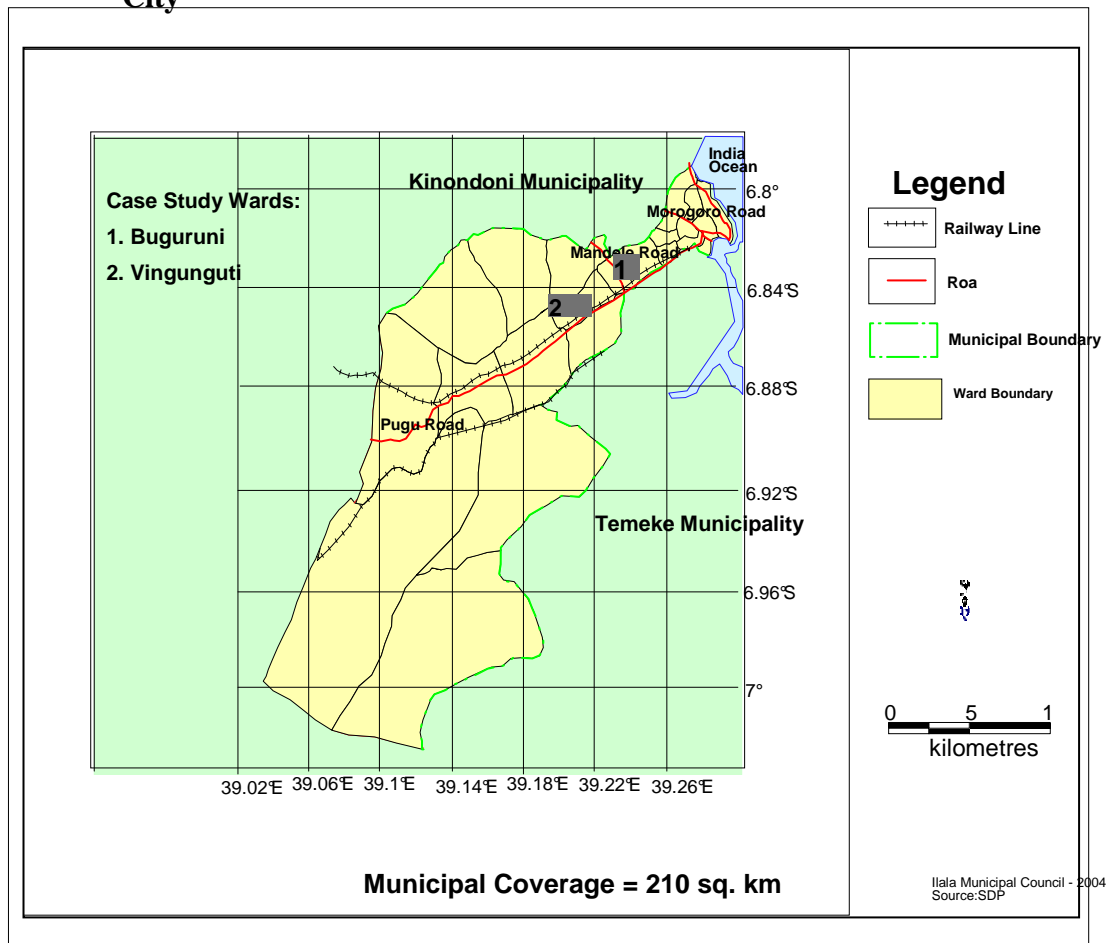 City
India
Ocean
Kinondoni Municipality
6.8°
Case Study Wards:
1. Buguruni
2. Vingunguti
Morogoro Road
Mandele Road
1
2
6.84°S
6.88°S
Pugu Road
6.92°S
Temeke Municipality
6.96°S
7°
39.02°E 39.06°E 39.1°E 39.14°E 39.18°E 39.22°E 39.26°E
Municipal Coverage = 210 sq. km
Legend
Railway Line
Roa
Municipal Boundary
Ward Boundary
0 5 1
kilometres
Ilala Municipal Council - 2004
Source:SDP